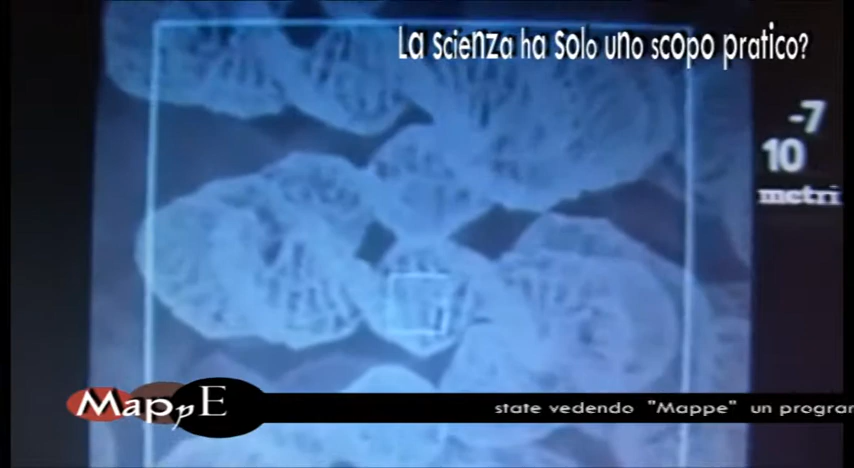 La scienza ha solo uno scopo pratico?
-7
10
metri
MappE
state vedendo "Mappe" un program